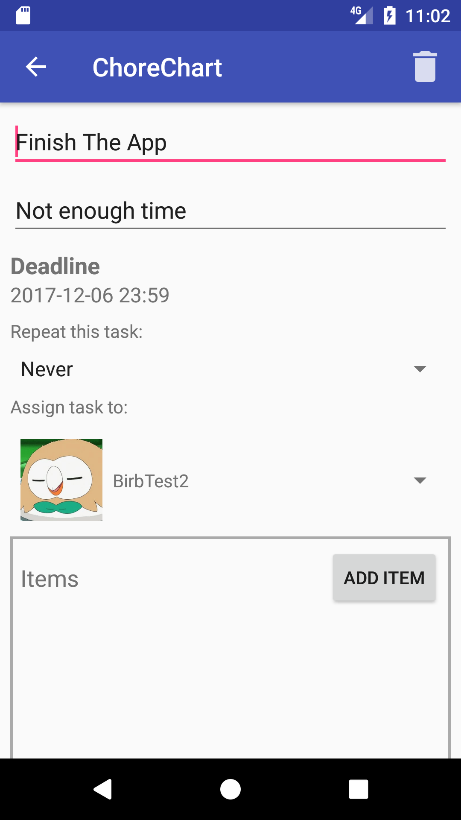 4G 11:02
ChoreChart
Finish The App
Not enough time
Deadline
2017-12-06 23:59
Repeat this task:
Never
Assign task to:
BirbTest2
Items ADD ITEM